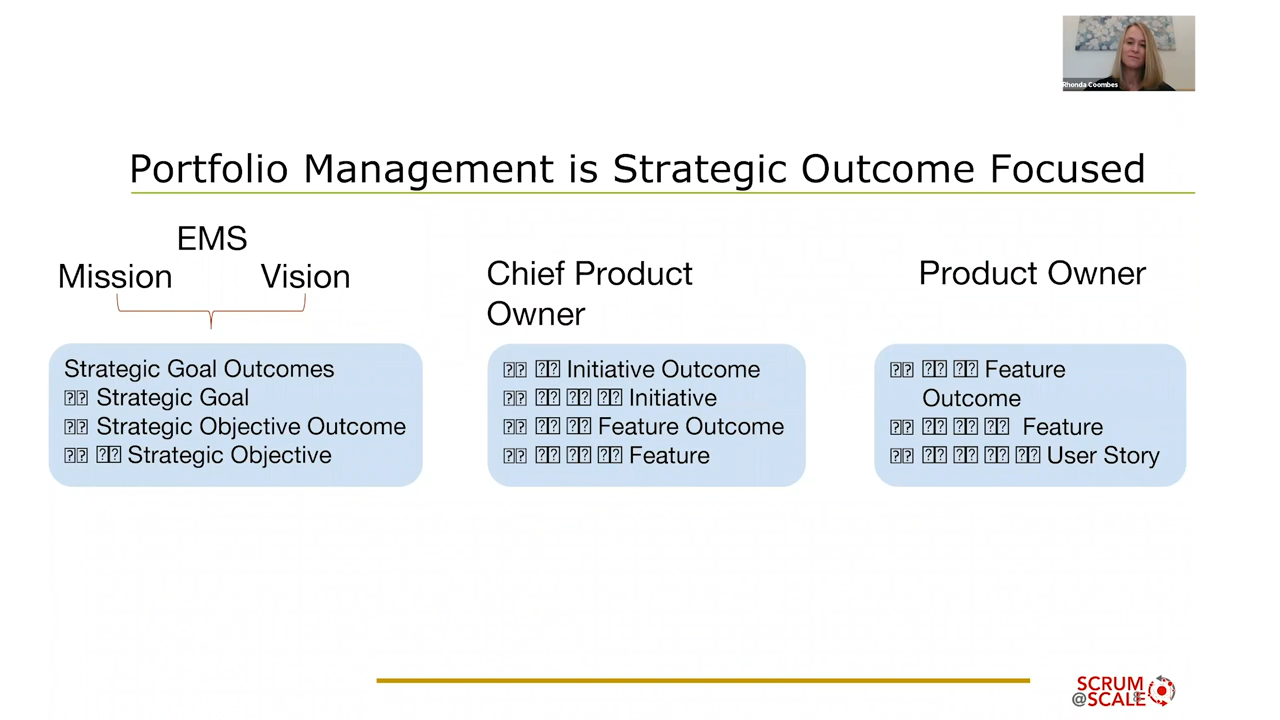 Rhonda Coombes
Portfolio Management is Strategic Outcome Focused
EMS
Mission Vision
Strategic Goal Outcomes
⍰⍰ Strategic Goal
⍰⍰ Strategic Objective Outcome
⍰⍰ ⍰⍰ Strategic Objective
Chief Product
Owner
⍰⍰ ⍰⍰ Initiative Outcome
⍰⍰ ⍰⍰ ⍰⍰ ⍰⍰ Initiative
⍰⍰ ⍰⍰ ⍰⍰ Feature Outcome
⍰⍰ ⍰⍰ ⍰⍰ ⍰⍰ Feature
Product Owner
⍰⍰ ⍰⍰ ⍰⍰ Feature
Outcome
⍰⍰ ⍰⍰ ⍰⍰ ⍰⍰ Feature
⍰⍰ ⍰⍰ ⍰⍰ ⍰⍰ ⍰⍰ User Story
SCRUM
@SCALE